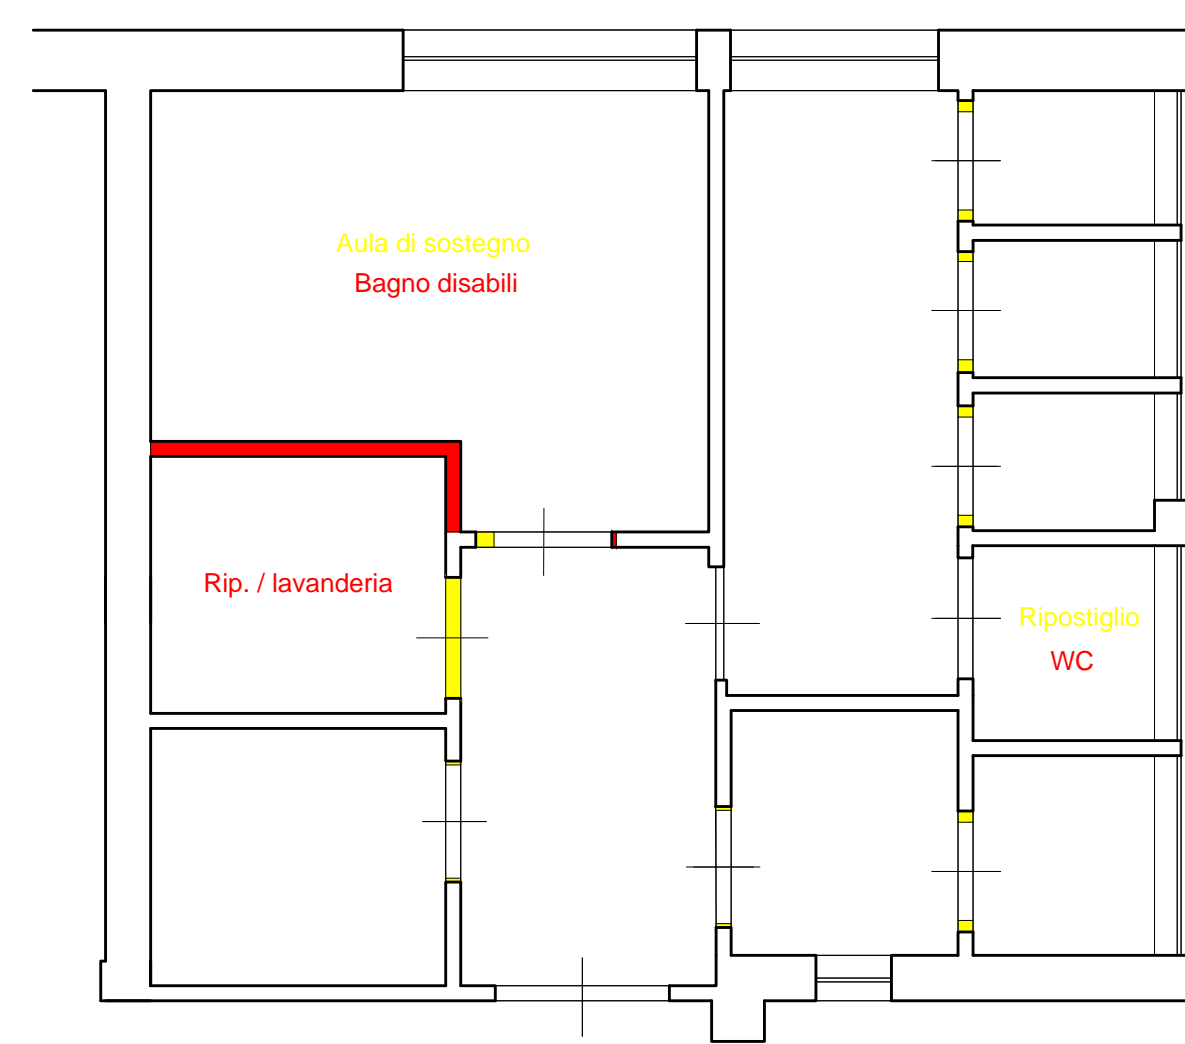 Aula di sostegno
Bagno disabili
Rip. / lavanderia
Ripostiglio
WC